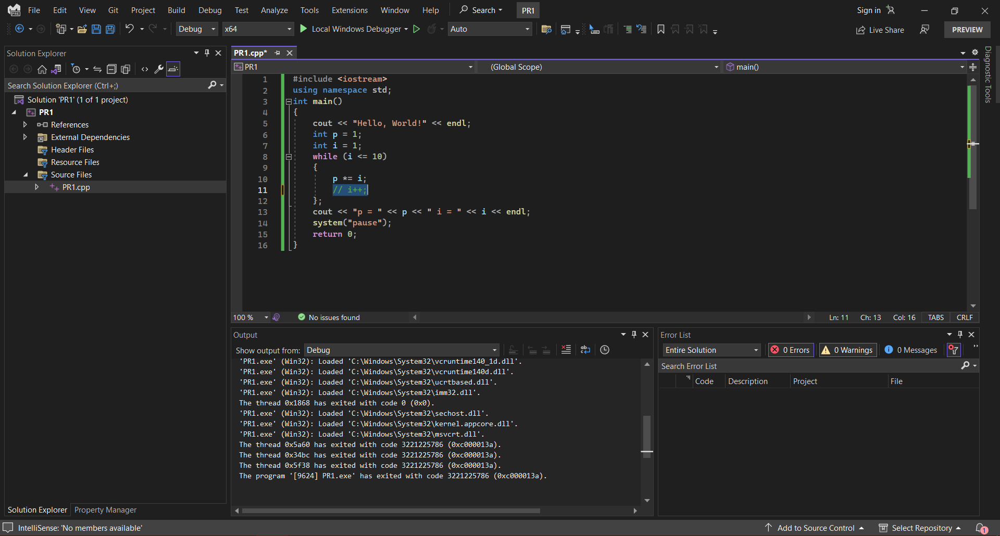 File Edit View Git Project Build Debug Test Analyze Tools Extensions Window Help Search PR1 Sign in
Debug x64 Local Windows Debugger Auto Live Share PREVIEW
Solution Explorer
Search Solution Explorer (Ctrl+;)
Solution 'PR1' (1 of 1 project)
PR1
References
External Dependencies
Header Files
Resource Files
Source Files
PR1.cpp
Solution Explorer Property Manager
PR1.cpp*
PR1 (Global Scope) main()
1 #include <iostream>
2 using namespace std;
3 int main()
4 {
5 cout << "Hello, World!" << endl;
6 int p = 1;
7 int i = 1;
8 while (i <= 10)
9 {
10 p *= i;
11 // i++;
12 };
13 cout << "p = " << p << " i = " << i << endl;
14 system("pause");
15 return 0;
16 }
100 % No issues found Ln: 11 Ch: 13 Col: 16 TABS CRLF
Diagnostic Tools
Output
Show output from: Debug
'PR1.exe' (Win32): Loaded 'C:\Windows\System32\vcruntime140_1d.dll'.
'PR1.exe' (Win32): Loaded 'C:\Windows\System32\vcruntime140d.dll'.
'PR1.exe' (Win32): Loaded 'C:\Windows\System32\ucrtbased.dll'.
'PR1.exe' (Win32): Loaded 'C:\Windows\System32\imm32.dll'.
The thread 0x1868 has exited with code 0 (0x0).
'PR1.exe' (Win32): Loaded 'C:\Windows\System32\sechost.dll'.
'PR1.exe' (Win32): Loaded 'C:\Windows\System32\kernel.appcore.dll'.
'PR1.exe' (Win32): Loaded 'C:\Windows\System32\msvcrt.dll'.
The thread 0x5a60 has exited with code 3221225786 (0xc000013a).
The thread 0x34bc has exited with code 3221225786 (0xc000013a).
The thread 0x5f38 has exited with code 3221225786 (0xc000013a).
The program '[9624] PR1.exe' has exited with code 3221225786 (0xc000013a).
Error List
Entire Solution 0 Errors 0 Warnings 0 Messages
Search Error List
Code Description Project File
IntelliSense: 'No members available' Add to Source Control Select Repository 1